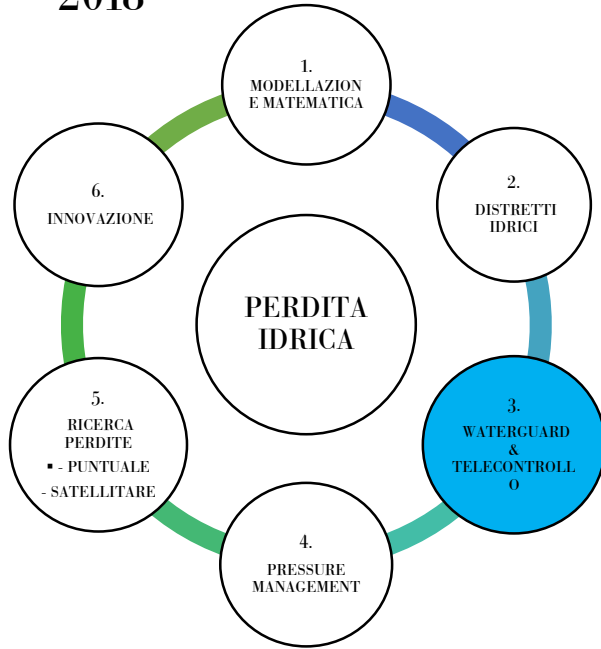 2018
1.
MODELLAZION
E MATEMATICA
2.
DISTRETTI
IDRICI
3.
WATERGUARD
&
TELECONTROLL
O
4.
PRESSURE
MANAGEMENT
5.
RICERCA
PERDITE
▪ - PUNTUALE
- SATELLITARE
6.
INNOVAZIONE
PERDITA
IDRICA